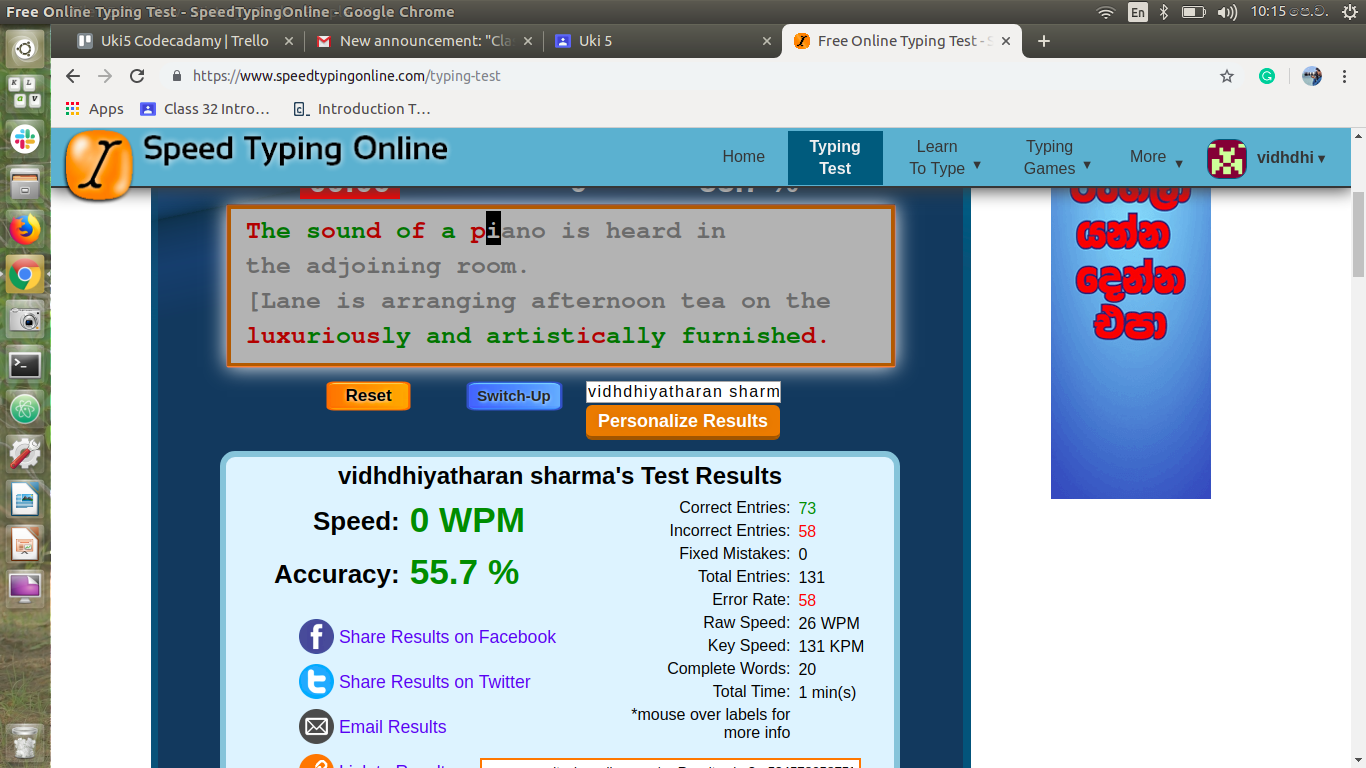 Free Online Typing Test - SpeedTypingOnline - Google Chrome
En
10:15 පෙ.ව.
Uki5 Codecadamy | Trello
New announcement: "Cla
Uki 5
Free Online Typing Test - S
https://www.speedtypingonline.com/typing-test
Apps
Class 32 Intro…
Introduction T…
Speed Typing Online
Home
Typing Test
Learn To Type
Typing Games
More
vidhdhi
යන්න
දෙන්න
එපා
The sound of a piano is heard in
the adjoining room.
[Lane is arranging afternoon tea on the
luxuriously and artistically furnished.
Reset
Switch-Up
vidhdhiyatharan sharm
Personalize Results
vidhdhiyatharan sharma's Test Results
Speed: 0 WPM
Accuracy: 55.7 %
Correct Entries: 73
Incorrect Entries: 58
Fixed Mistakes: 0
Total Entries: 131
Error Rate: 58
Raw Speed: 26 WPM
Key Speed: 131 KPM
Complete Words: 20
Total Time: 1 min(s)
*mouse over labels for
more info
Share Results on Facebook
Share Results on Twitter
Email Results